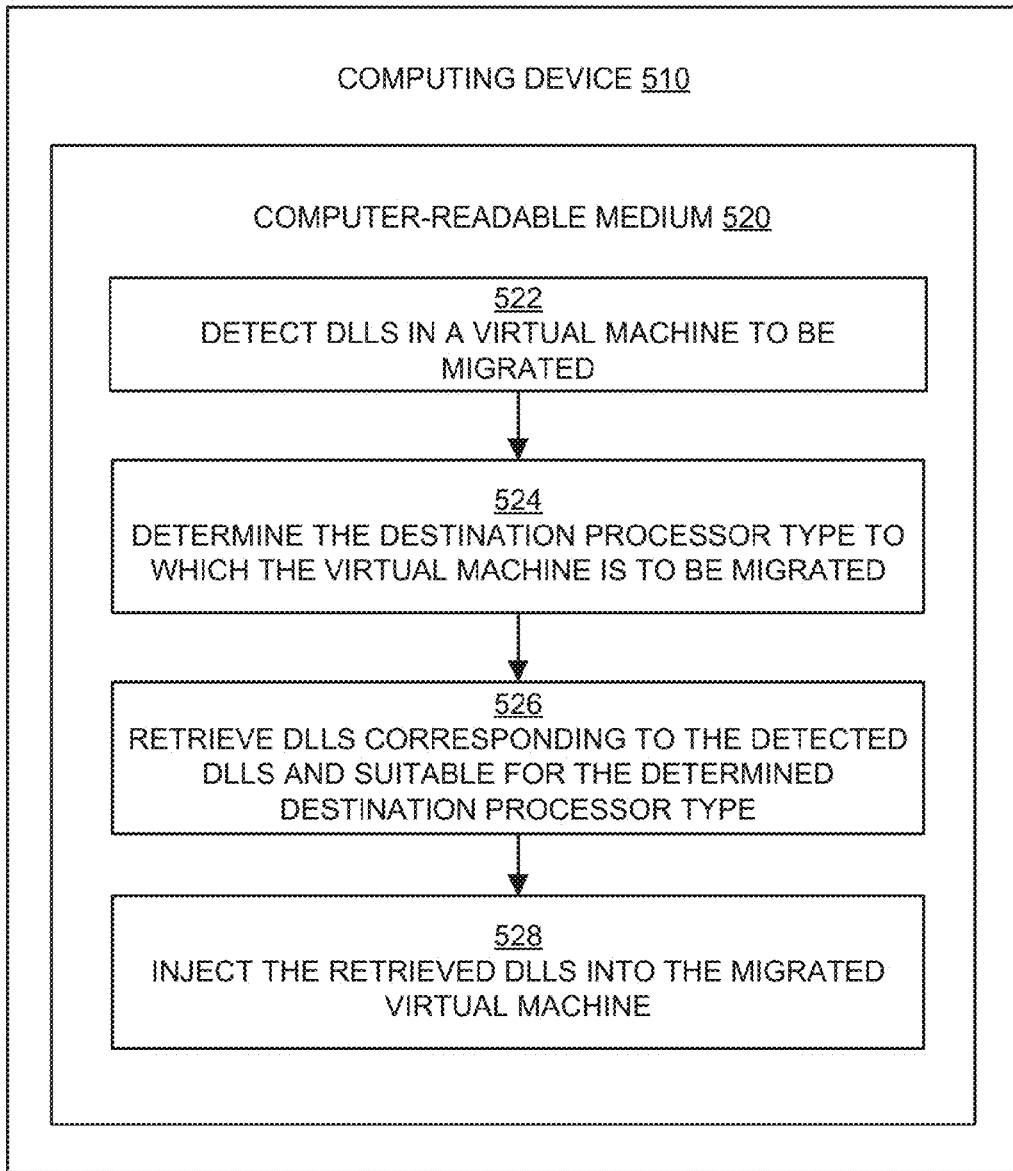 COMPUTING DEVICE 510
COMPUTER-READABLE MEDIUM 520
522
DETECT DLLS IN A VIRTUAL MACHINE TO BE
MIGRATED
524
DETERMINE THE DESTINATION PROCESSOR TYPE TO
WHICH THE VIRTUAL MACHINE IS TO BE MIGRATED
526
RETRIEVE DLLS CORRESPONDING TO THE DETECTED
DLLS AND SUITABLE FOR THE DETERMINED
DESTINATION PROCESSOR TYPE
528
INJECT THE RETRIEVED DLLS INTO THE MIGRATED
VIRTUAL MACHINE